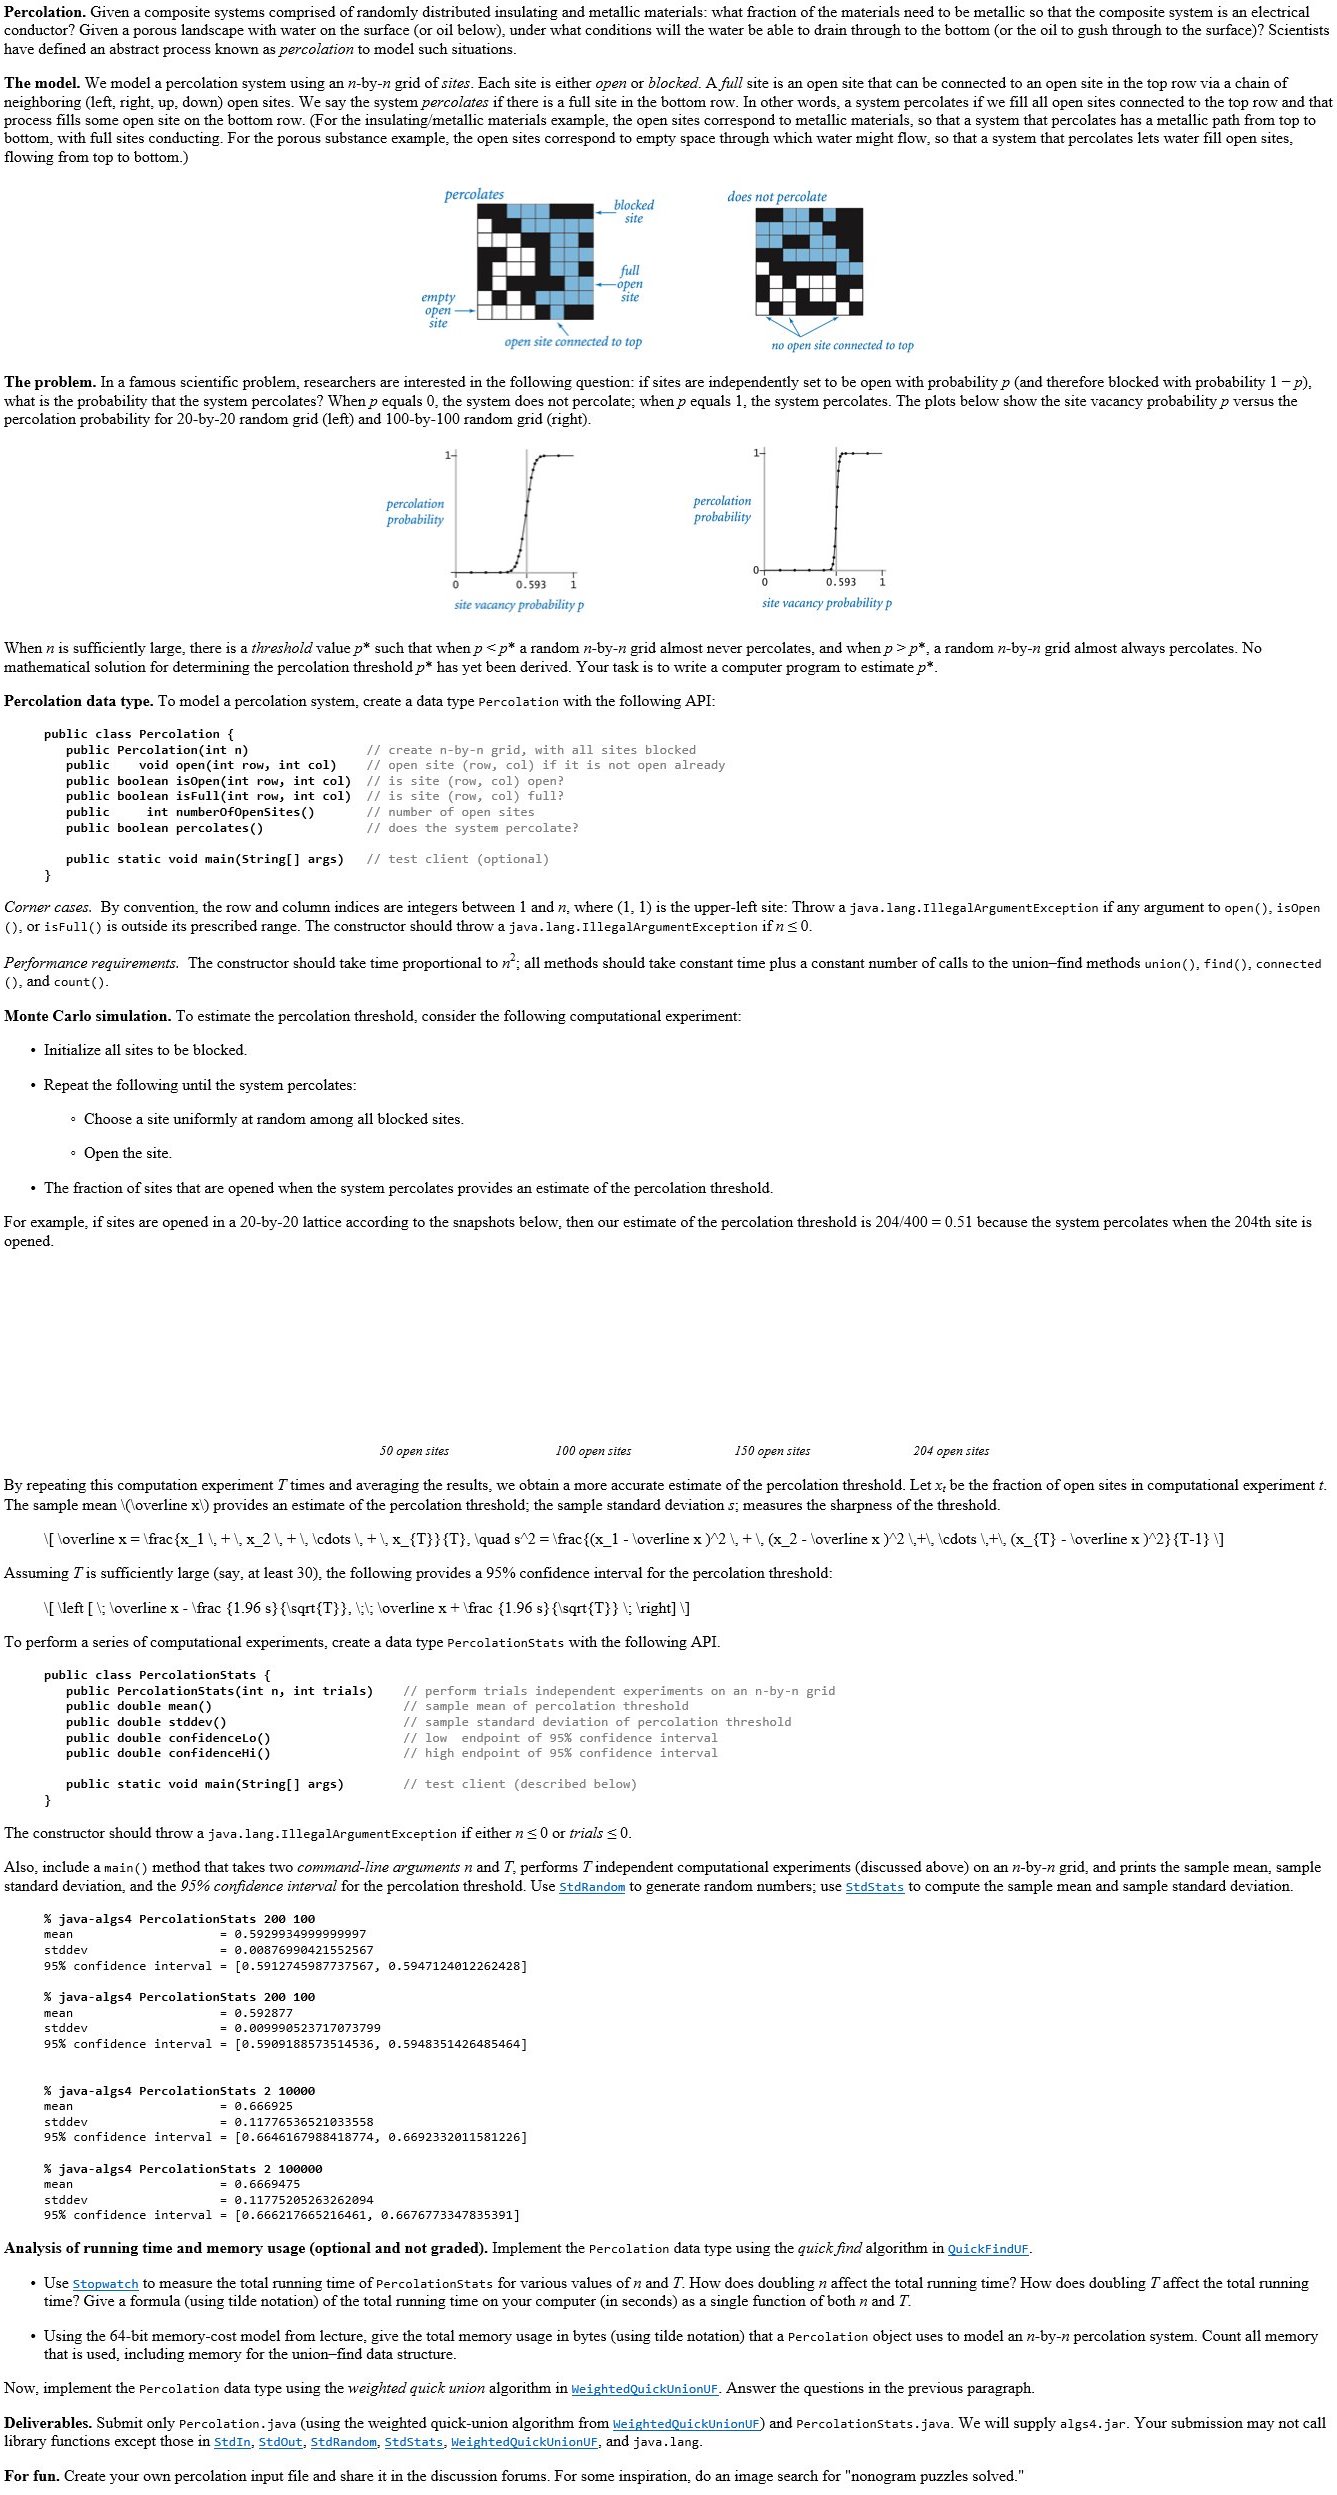 Percolation. Given a composite systems comprised of randomly distributed insulating and metallic materials: what fraction of the materials need to be metallic so that the composite system is an electrical
conductor? Given a porous landscape with water on the surface (or oil below), under what conditions will the water be able to drain through to the bottom (or the oil to gush through to the surface)? Scientists
have defined an abstract process known as percolation to model such situations.
The model. We model a percolation system using an n-by-n grid of sites. Each site is either open or blocked. A full site is an open site that can be connected to an open site in the top row via a chain of
neighboring (left, right, up, down) open sites. We say the system percolates if there is a full site in the bottom row. In other words, a system percolates if we fill all open sites connected to the top row and that
process fills some open site on the bottom row. (For the insulating/metallic materials example, the open sites correspond to metallic materials, so that a system that percolates has a metallic path from top to
bottom, with full sites conducting. For the porous substance example, the open sites correspond to empty space through which water might flow, so that a system that percolates lets water fill open sites,
flowing from top to bottom.)
percolates
blocked
site
full
open
site
empty
open
site
open site connected to top
does not percolate
no open site connected to top
The problem. In a famous scientific problem, researchers are interested in the following question: if sites are independently set to be open with probability p (and therefore blocked with probability 1 − p),
what is the probability that the system percolates? When p equals 0, the system does not percolate; when p equals 1, the system percolates. The plots below show the site vacancy probability p versus the
percolation probability for 20-by-20 random grid (left) and 100-by-100 random grid (right).
1
percolation
probability
0
0.593
1
site vacancy probability p
1
percolation
probability
0
0
0.593
1
site vacancy probability p
When n is sufficiently large, there is a threshold value p* such that when p < p* a random n-by-n grid almost never percolates, and when p > p*, a random n-by-n grid almost always percolates. No
mathematical solution for determining the percolation threshold p* has yet been derived. Your task is to write a computer program to estimate p*.
Percolation data type. To model a percolation system, create a data type Percolation with the following API:
public class Percolation {
public Percolation(int n) // create n-by-n grid, with all sites blocked
public void open(int row, int col) // open site (row, col) if it is not open already
public boolean isOpen(int row, int col) // is site (row, col) open?
public boolean isFull(int row, int col) // is site (row, col) full?
public int numberOfOpenSites() // number of open sites
public boolean percolates() // does the system percolate?
public static void main(String[] args) // test client (optional)
}
Corner cases. By convention, the row and column indices are integers between 1 and n, where (1, 1) is the upper-left site: Throw a java.lang.IllegalArgumentException if any argument to open(), isOpen
(), or isFull() is outside its prescribed range. The constructor should throw a java.lang.IllegalArgumentException if n ≤ 0.
Performance requirements. The constructor should take time proportional to n²; all methods should take constant time plus a constant number of calls to the union–find methods union(), find(), connected
(), and count().
Monte Carlo simulation. To estimate the percolation threshold, consider the following computational experiment:
• Initialize all sites to be blocked.
• Repeat the following until the system percolates:
◦ Choose a site uniformly at random among all blocked sites.
◦ Open the site.
• The fraction of sites that are opened when the system percolates provides an estimate of the percolation threshold.
For example, if sites are opened in a 20-by-20 lattice according to the snapshots below, then our estimate of the percolation threshold is 204/400 = 0.51 because the system percolates when the 204th site is
opened.
50 open sites 100 open sites 150 open sites 204 open sites
By repeating this computation experiment T times and averaging the results, we obtain a more accurate estimate of the percolation threshold. Let xt be the fraction of open sites in computational experiment t.
The sample mean \(\overline x\) provides an estimate of the percolation threshold; the sample standard deviation s; measures the sharpness of the threshold.
\[ \overline x = \frac{x_1 \, + \, x_2 \, + \, \cdots \, + \, x_{T}}{T}, \quad s^2 = \frac{(x_1 - \overline x )^2 \, + \, (x_2 - \overline x )^2 \,+\, \cdots \,+\, (x_{T} - \overline x )^2}{T-1} \]
Assuming T is sufficiently large (say, at least 30), the following provides a 95% confidence interval for the percolation threshold:
\[ \left [ \; \overline x - \frac {1.96 s}{\sqrt{T}}, \;\; \overline x + \frac {1.96 s}{\sqrt{T}} \; \right] \]
To perform a series of computational experiments, create a data type PercolationStats with the following API.
public class PercolationStats {
public PercolationStats(int n, int trials) // perform trials independent experiments on an n-by-n grid
public double mean() // sample mean of percolation threshold
public double stddev() // sample standard deviation of percolation threshold
public double confidenceLo() // low endpoint of 95% confidence interval
public double confidenceHi() // high endpoint of 95% confidence interval
public static void main(String[] args) // test client (described below)
}
The constructor should throw a java.lang.IllegalArgumentException if either n ≤ 0 or trials ≤ 0.
Also, include a main() method that takes two command-line arguments n and T, performs T independent computational experiments (discussed above) on an n-by-n grid, and prints the sample mean, sample
standard deviation, and the 95% confidence interval for the percolation threshold. Use StdRandom to generate random numbers; use StdStats to compute the sample mean and sample standard deviation.
% java-algs4 PercolationStats 200 100
mean = 0.5929934999999997
stddev = 0.00876990421552567
95% confidence interval = [0.5912745987737567, 0.5947124012262428]
% java-algs4 PercolationStats 200 100
mean = 0.592877
stddev = 0.009990523717073799
95% confidence interval = [0.5909188573514536, 0.5948351426485464]
% java-algs4 PercolationStats 2 10000
mean = 0.666925
stddev = 0.11776536521033558
95% confidence interval = [0.6646167988418774, 0.6692332011581226]
% java-algs4 PercolationStats 2 100000
mean = 0.6669475
stddev = 0.11775205263262094
95% confidence interval = [0.666217665216461, 0.6676773347835391]
Analysis of running time and memory usage (optional and not graded). Implement the Percolation data type using the quick find algorithm in QuickFindUF.
• Use Stopwatch to measure the total running time of PercolationStats for various values of n and T. How does doubling n affect the total running time? How does doubling T affect the total running
time? Give a formula (using tilde notation) of the total running time on your computer (in seconds) as a single function of both n and T.
• Using the 64-bit memory-cost model from lecture, give the total memory usage in bytes (using tilde notation) that a Percolation object uses to model an n-by-n percolation system. Count all memory
that is used, including memory for the union–find data structure.
Now, implement the Percolation data type using the weighted quick union algorithm in WeightedQuickUnionUF. Answer the questions in the previous paragraph.
Deliverables. Submit only Percolation.java (using the weighted quick-union algorithm from WeightedQuickUnionUF) and PercolationStats.java. We will supply algs4.jar. Your submission may not call
library functions except those in StdIn, StdOut, StdRandom, StdStats, WeightedQuickUnionUF, and java.lang.
For fun. Create your own percolation input file and share it in the discussion forums. For some inspiration, do an image search for "nonogram puzzles solved."